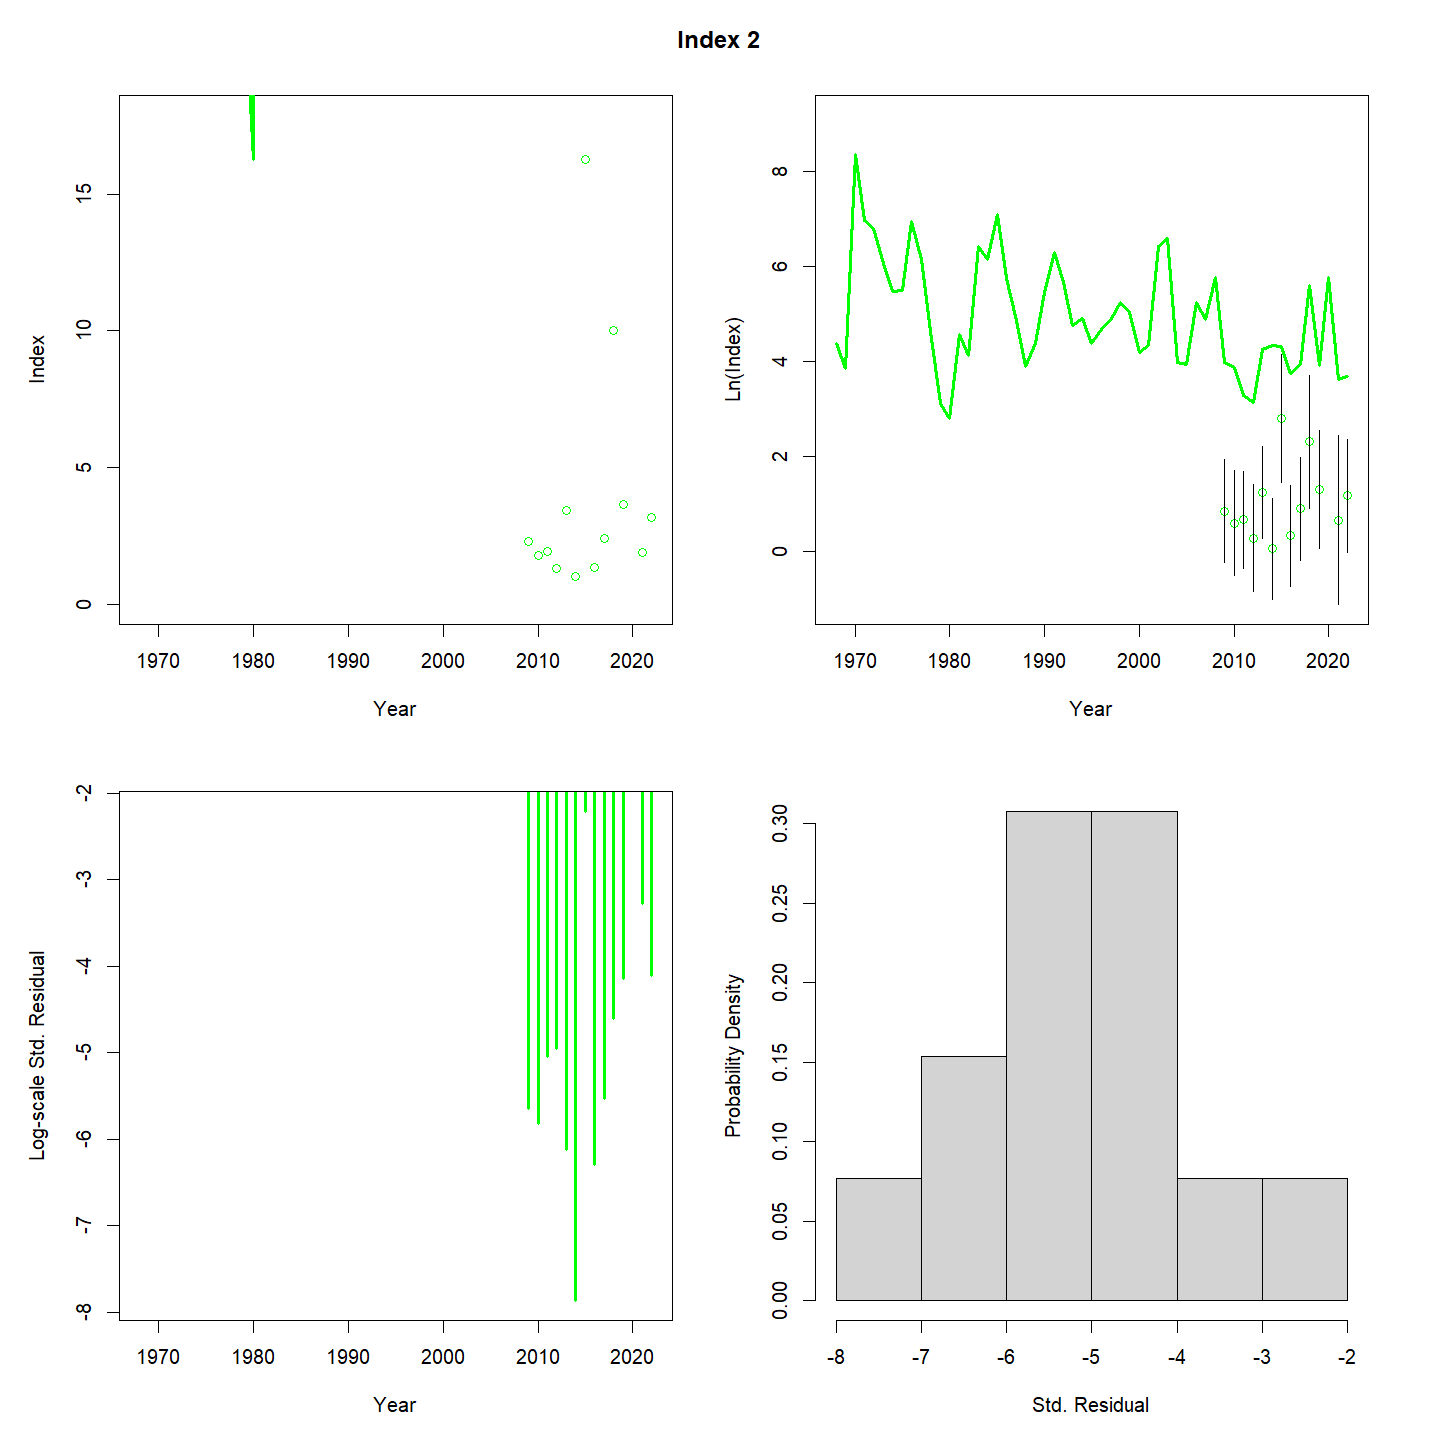 Index 2
Index
15
10
5
0
1970 1980 1990 2000 2010 2020
Year
Ln(Index)
8
6
4
2
0
1970 1980 1990 2000 2010 2020
Year
Log-scale Std. Residual
-2
-3
-4
-5
-6
-7
-8
1970 1980 1990 2000 2010 2020
Year
Probability Density
0.30
0.25
0.20
0.15
0.10
0.05
0.00
-8 -7 -6 -5 -4 -3 -2
Std. Residual